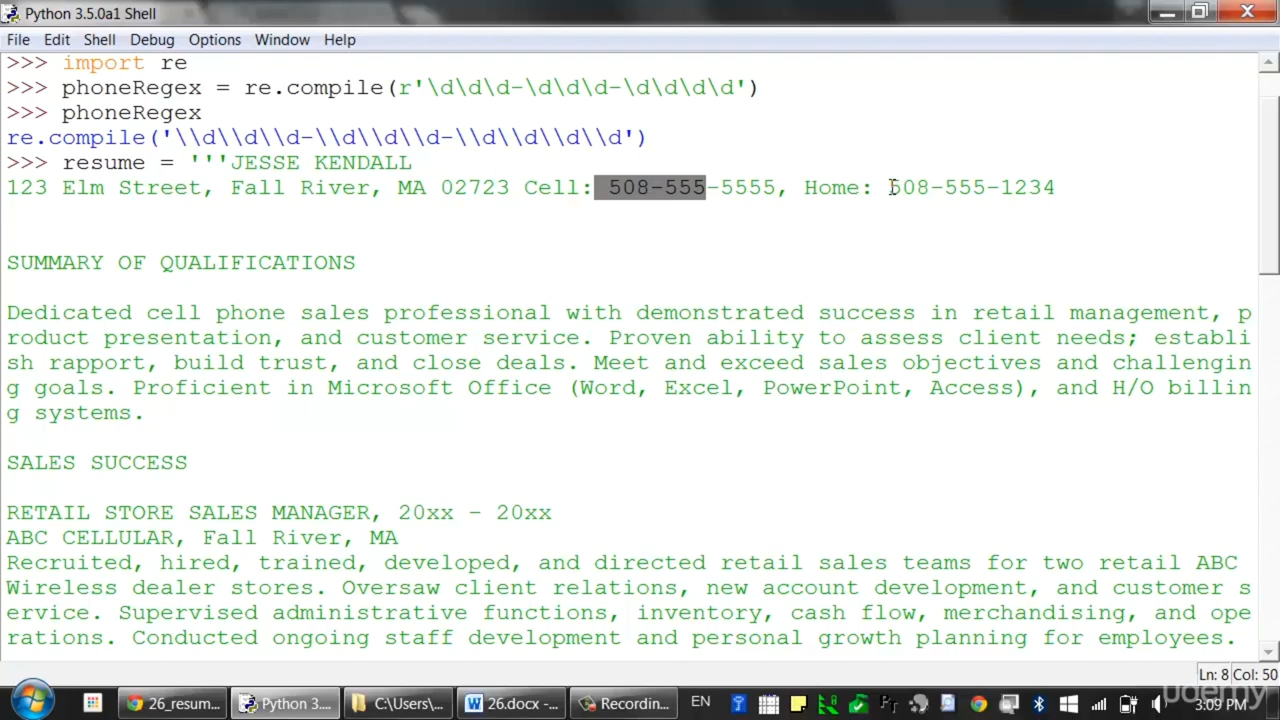 Python 3.5.0a1 Shell
File Edit Shell Debug Options Window Help
>>> import re
>>> phoneRegex = re.compile(r'\d\d\d-\d\d\d-\d\d\d\d')
>>> phoneRegex
re.compile('\\d\\d\\d-\\d\\d\\d-\\d\\d\\d\\d')
>>> resume = '''JESSE KENDALL
123 Elm Street, Fall River, MA 02723 Cell: 508-555-5555, Home: 508-555-1234
SUMMARY OF QUALIFICATIONS
Dedicated cell phone sales professional with demonstrated success in retail management, p
roduct presentation, and customer service. Proven ability to assess client needs; establi
sh rapport, build trust, and close deals. Meet and exceed sales objectives and challengin
g goals. Proficient in Microsoft Office (Word, Excel, PowerPoint, Access), and H/O billin
g systems.
SALES SUCCESS
RETAIL STORE SALES MANAGER, 20xx - 20xx
ABC CELLULAR, Fall River, MA
Recruited, hired, trained, developed, and directed retail sales teams for two retail ABC
Wireless dealer stores. Oversaw client relations, new account development, and customer s
ervice. Supervised administrative functions, inventory, cash flow, merchandising, and ope
rations. Conducted ongoing staff development and personal growth planning for employees.
Ln: 8 Col: 50
26_resum... Python 3.... C:\Users\... 26.docx -... Recordin... EN 3:09 PM
udemy